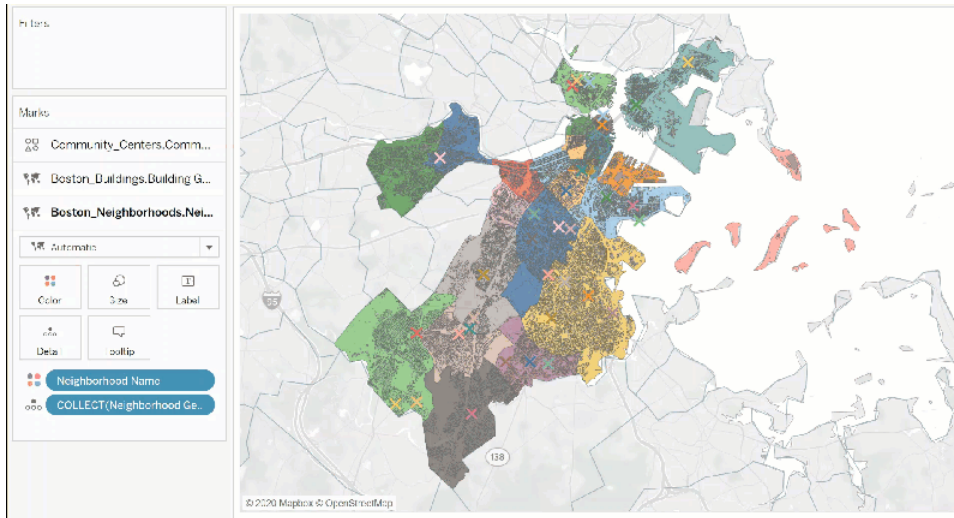 Filters
Marks
Community_Centers.Comm...
Boston_Buildings.Building G...
Boston_Neighborhoods.Nei...
Automatic
Color
Size
Label
Detail
Tooltip
Neighborhood Name
COLLECT(Neighborhood Ge..
95
138
© 2020 Mapbox © OpenStreetMap